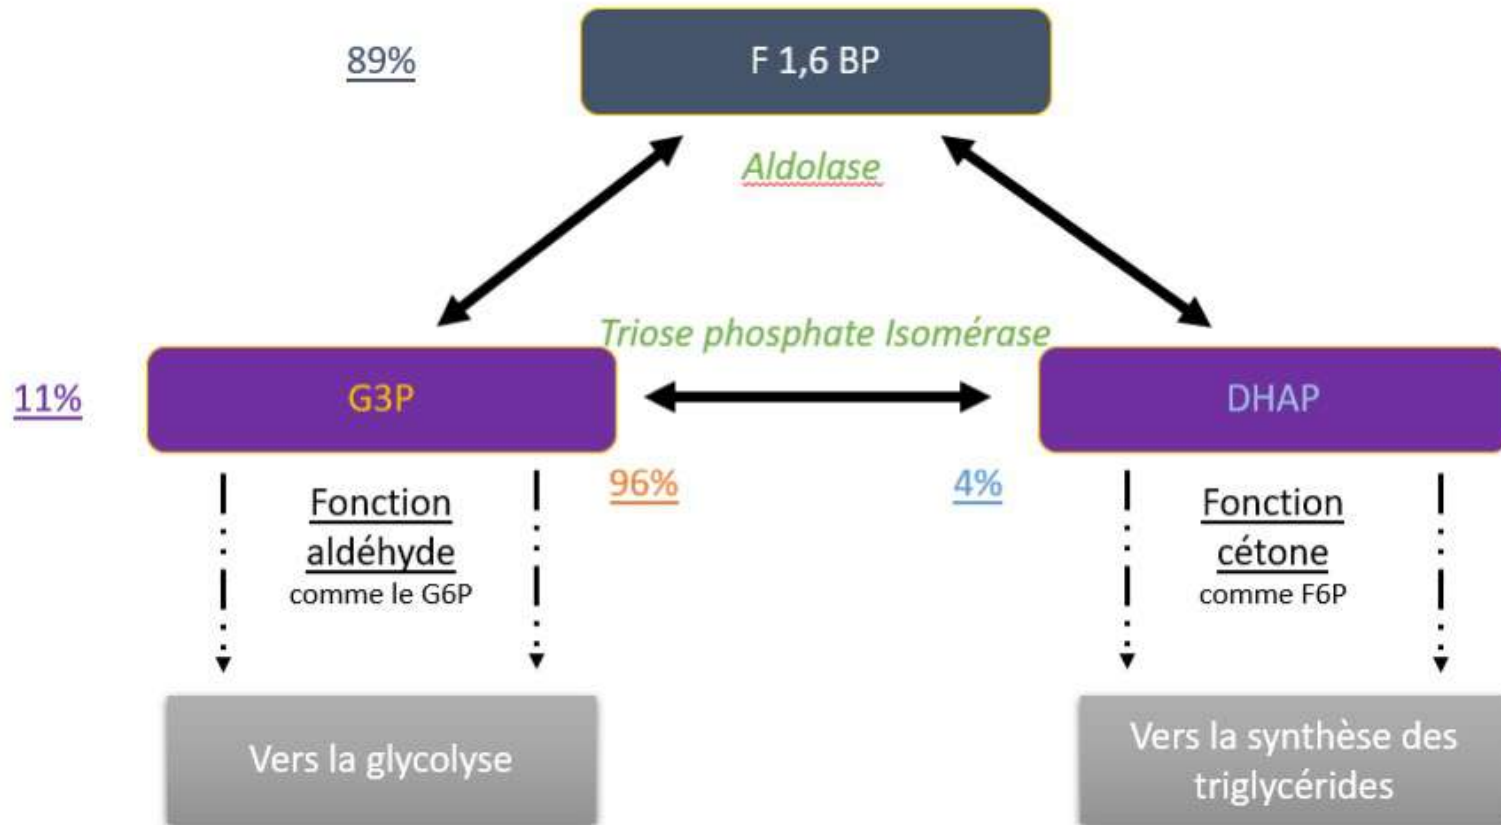 89%
F 1,6 BP
Aldolase
Triose phosphate Isomérase
11%
G3P
DHAP
96%
4%
Fonction
aldéhyde
comme le G6P
Fonction
cétone
comme F6P
Vers la glycolyse
Vers la synthèse des
triglycérides